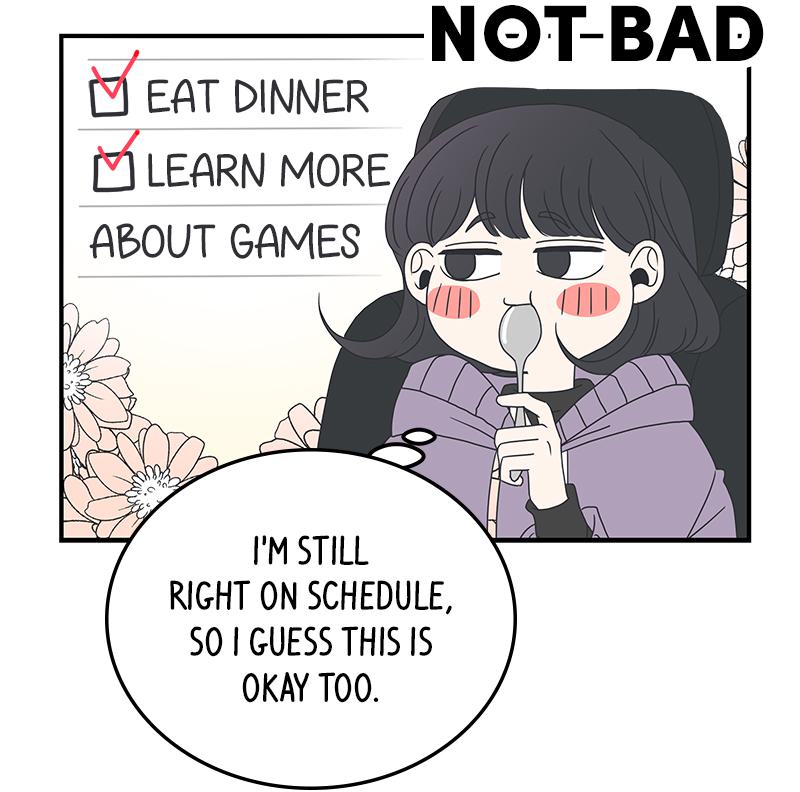 NOT BAD
EAT DINNER
LEARN MORE
ABOUT GAMES
I'M STILL
RIGHT ON SCHEDULE,
SO I GUESS THIS IS
OKAY TOO.